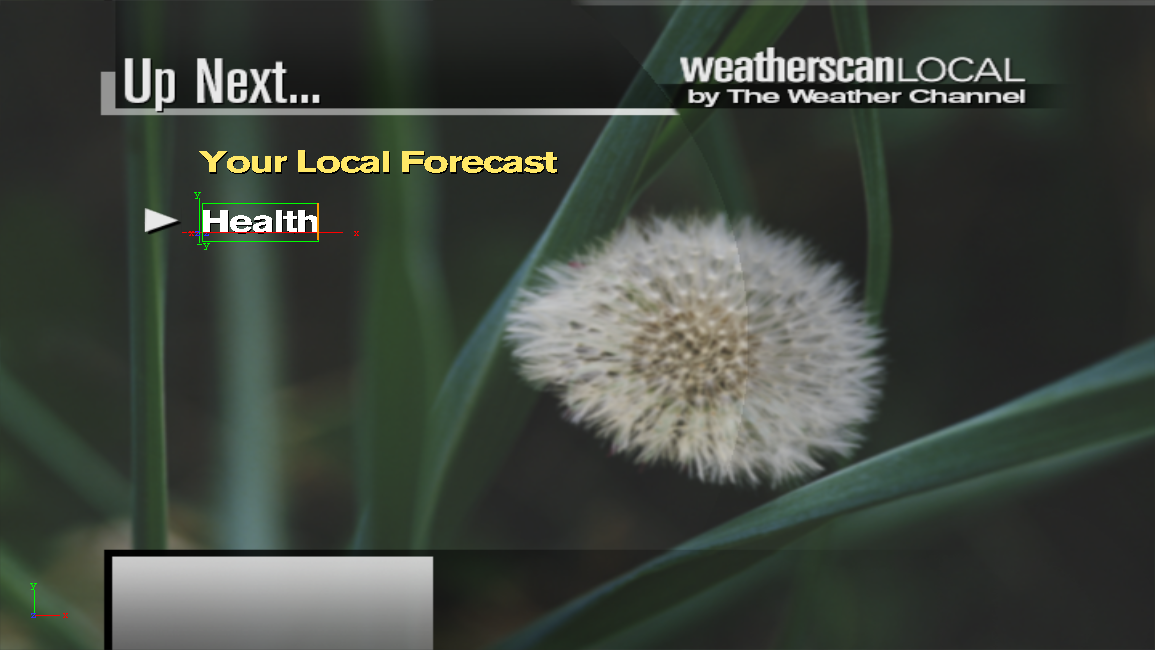 Up Next...
weatherscanLOCAL
by The Weather Channel
Your Local Forecast
Health
y
x x
-y
y
x